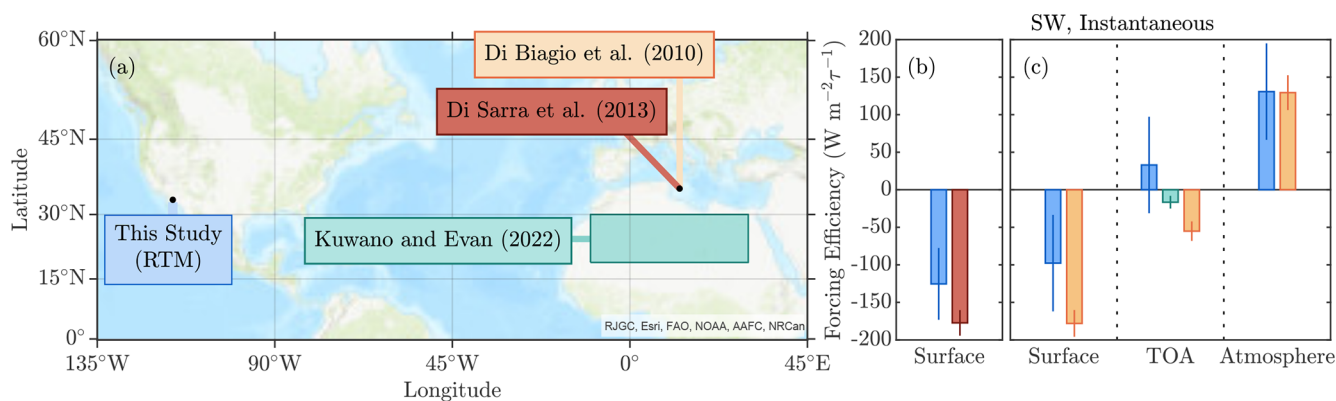 SW, Instantaneous
(a)
Di Biagio et al. (2010)
Di Sarra et al. (2013)
Kuwano and Evan (2022)
This Study
(RTM)
60°N
45°N
30°N
15°N
0°
Latitude
135°W
90°W
45°W
0°
45°E
Longitude
RJGC, Esri, FAO, NOAA, AAFC, NRCan
Forcing Efficiency (W m⁻²τ⁻¹)
200
150
100
50
0
-50
-100
-150
-200
(b)
Surface
(c)
Surface
TOA
Atmosphere